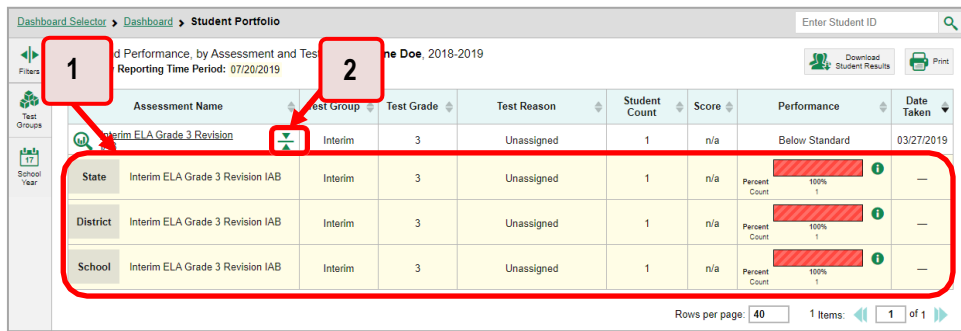 Dashboard Selector > Dashboard > Student Portfolio
Enter Student ID
d Performance, by Assessment and Tes ne Doe, 2018-2019
Reporting Time Period: 07/20/2019
1
2
Download
Student Results
Print
Filters
Test
Groups
17
School
Year
Assessment Name
Test Group
Test Grade
Test Reason
Student
Count
Score
Performance
Date
Taken
Interim ELA Grade 3 Revision
Interim
3
Unassigned
1
n/a
Below Standard
03/27/2019
State
Interim ELA Grade 3 Revision IAB
Interim
3
Unassigned
1
n/a
Percent 100%
Count 1
—
District
Interim ELA Grade 3 Revision IAB
Interim
3
Unassigned
1
n/a
Percent 100%
Count 1
—
School
Interim ELA Grade 3 Revision IAB
Interim
3
Unassigned
1
n/a
Percent 100%
Count 1
—
Rows per page: 40 1 Items: 1 of 1